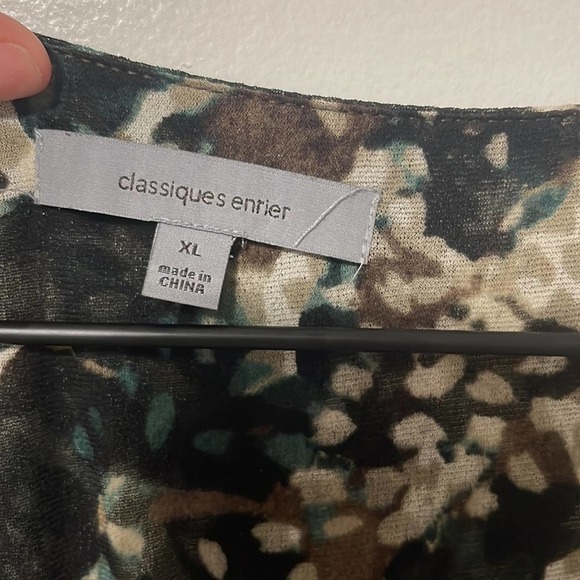 classiques entier
XL
made in
CHINA